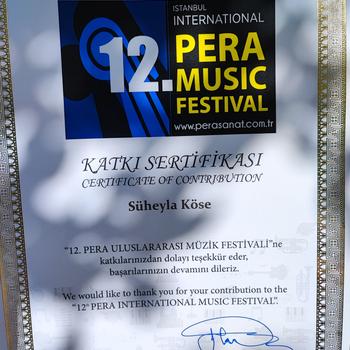 ISTANBUL
INTERNATIONAL
12. PERA
MUSIC
FESTIVAL
www.perasanat.com.tr
KATKI SERTİFİKASI
CERTIFICATE OF CONTRIBUTION
Süheyla Köse
“12. PERA ULUSLARARASI MÜZİK FESTİVALİ”ne
katkılarınızdan dolayı teşekkür eder,
başarılarınızın devamını dileriz.
We would like to thank you for your contribution to the
“12th PERA INTERNATIONAL MUSIC FESTIVAL”.